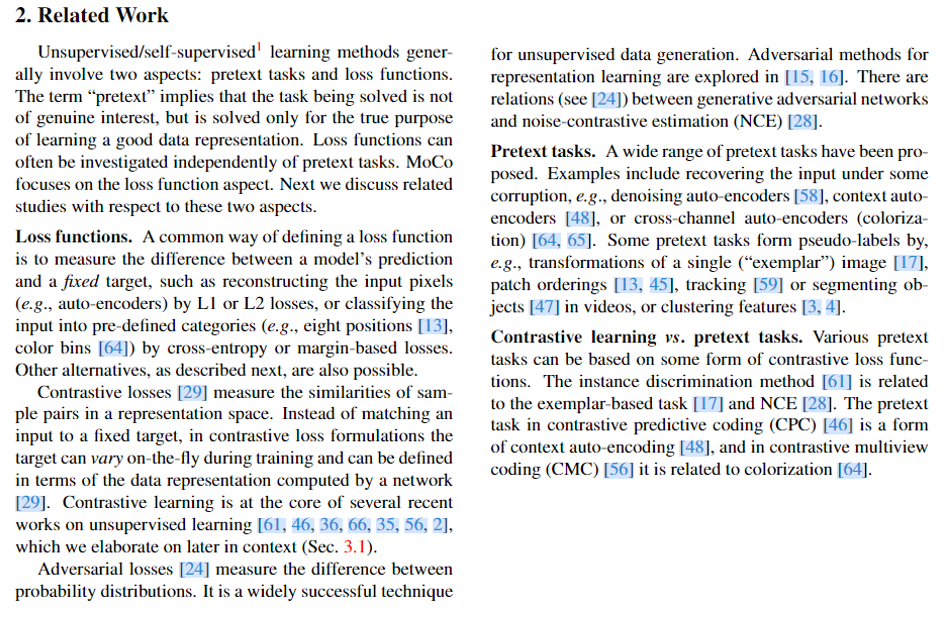 2. Related Work
Unsupervised/self-supervised1 learning methods gener-
ally involve two aspects: pretext tasks and loss functions.
The term “pretext” implies that the task being solved is not
of genuine interest, but is solved only for the true purpose
of learning a good data representation. Loss functions can
often be investigated independently of pretext tasks. MoCo
focuses on the loss function aspect. Next we discuss related
studies with respect to these two aspects.
Loss functions. A common way of defining a loss function
is to measure the difference between a model’s prediction
and a fixed target, such as reconstructing the input pixels
(e.g., auto-encoders) by L1 or L2 losses, or classifying the
input into pre-defined categories (e.g., eight positions [13],
color bins [64]) by cross-entropy or margin-based losses.
Other alternatives, as described next, are also possible.
Contrastive losses [29] measure the similarities of sam-
ple pairs in a representation space. Instead of matching an
input to a fixed target, in contrastive loss formulations the
target can vary on-the-fly during training and can be defined
in terms of the data representation computed by a network
[29]. Contrastive learning is at the core of several recent
works on unsupervised learning [61, 46, 36, 66, 35, 56, 2],
which we elaborate on later in context (Sec. 3.1).
Adversarial losses [24] measure the difference between
probability distributions. It is a widely successful technique
for unsupervised data generation. Adversarial methods for
representation learning are explored in [15, 16]. There are
relations (see [24]) between generative adversarial networks
and noise-contrastive estimation (NCE) [28].
Pretext tasks. A wide range of pretext tasks have been pro-
posed. Examples include recovering the input under some
corruption, e.g., denoising auto-encoders [58], context auto-
encoders [48], or cross-channel auto-encoders (coloriza-
tion) [64, 65]. Some pretext tasks form pseudo-labels by,
e.g., transformations of a single (“exemplar”) image [17],
patch orderings [13, 45], tracking [59] or segmenting ob-
jects [47] in videos, or clustering features [3, 4].
Contrastive learning vs. pretext tasks. Various pretext
tasks can be based on some form of contrastive loss func-
tions. The instance discrimination method [61] is related
to the exemplar-based task [17] and NCE [28]. The pretext
task in contrastive predictive coding (CPC) [46] is a form
of context auto-encoding [48], and in contrastive multiview
coding (CMC) [56] it is related to colorization [64].